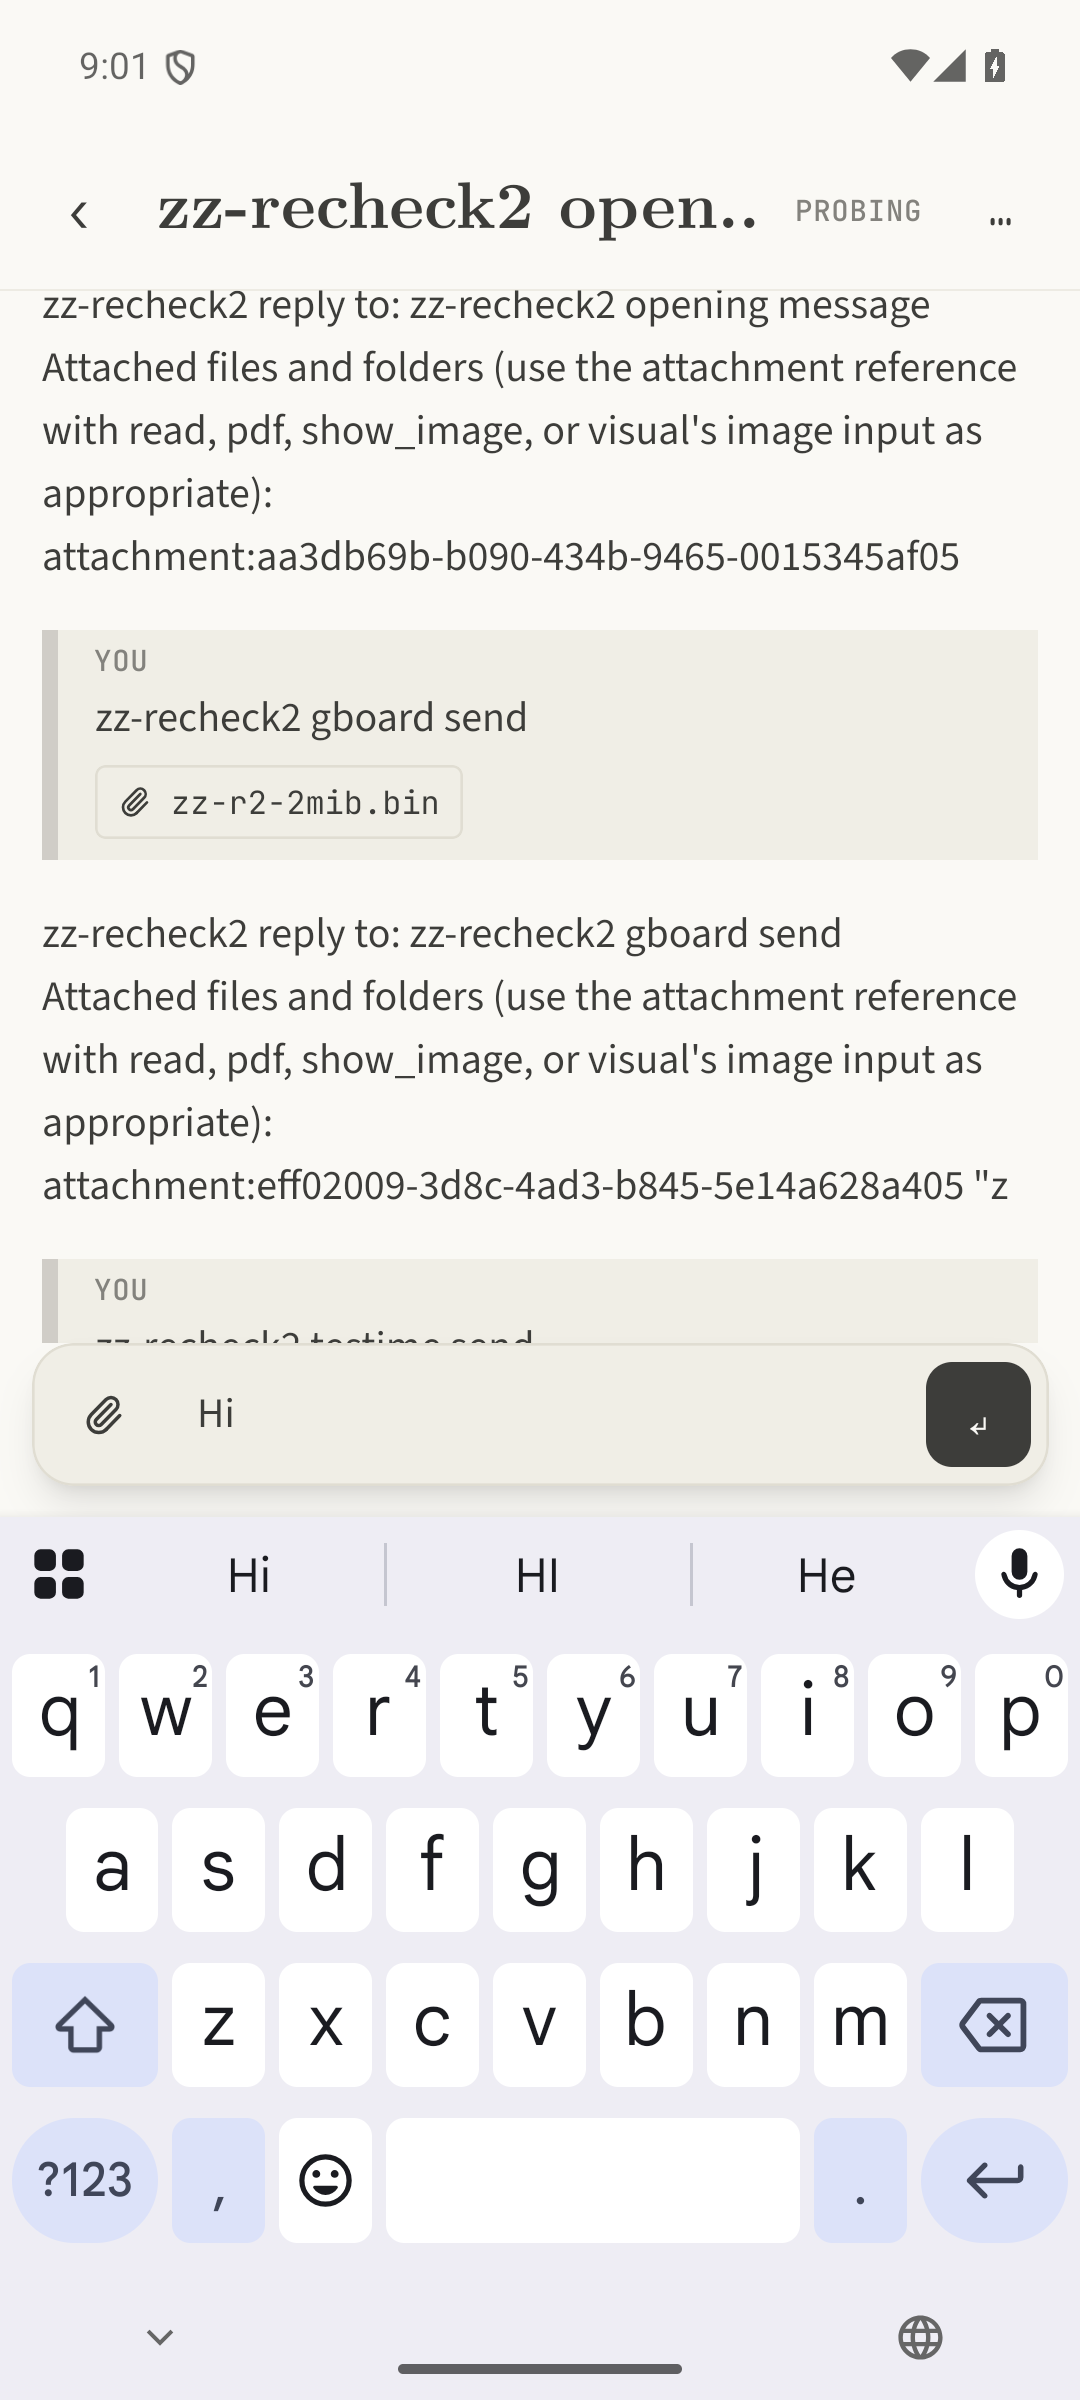 9:01
‹ zz-recheck2 open.. PROBING …
zz-recheck2 reply to: zz-recheck2 opening message
Attached files and folders (use the attachment reference
with read, pdf, show_image, or visual's image input as
appropriate):
attachment:aa3db69b-b090-434b-9465-0015345af05
YOU
zz-recheck2 gboard send
zz-r2-2mib.bin
zz-recheck2 reply to: zz-recheck2 gboard send
Attached files and folders (use the attachment reference
with read, pdf, show_image, or visual's image input as
appropriate):
attachment:eff02009-3d8c-4ad3-b845-5e14a628a405 "z
YOU
zz-recheck2 testime send
Hi
Hi HI He
q 1 w 2 e 3 r 4 t 5 y 6 u 7 i 8 o 9 p 0
a s d f g h j k l
z x c v b n m
?123 , .